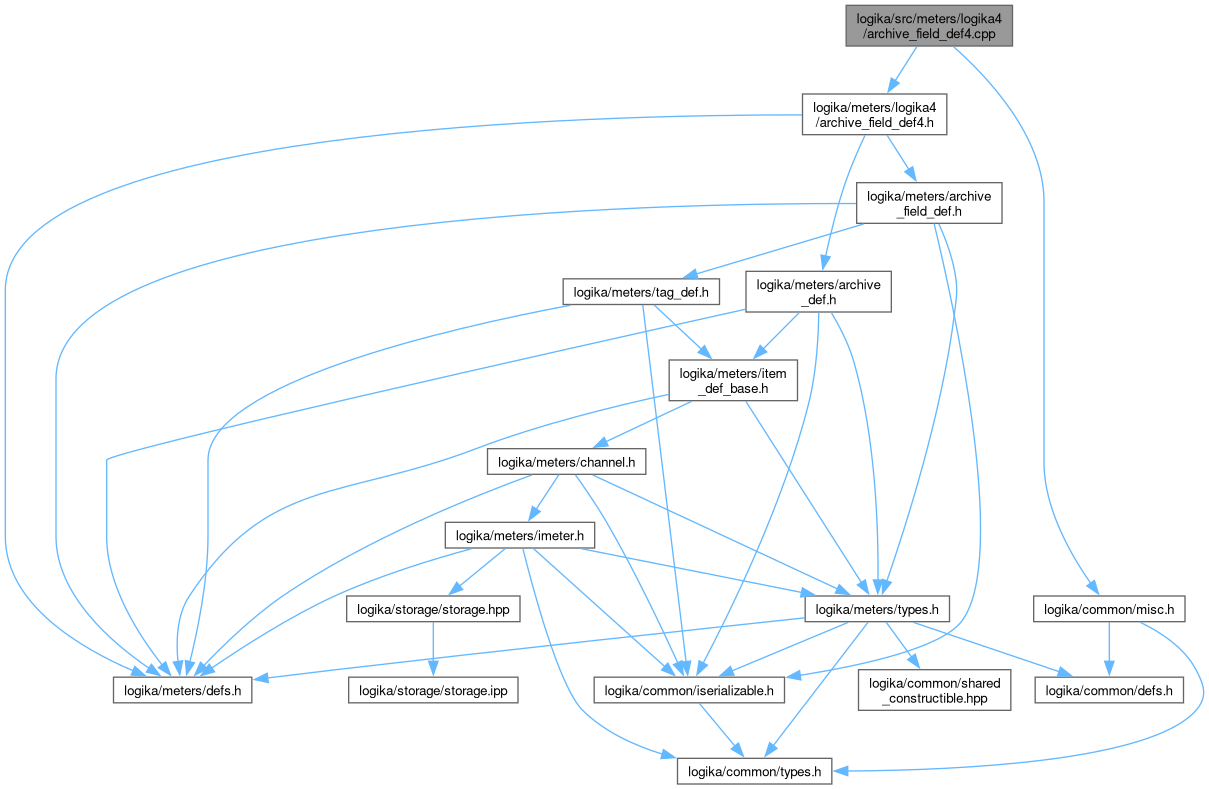 logika/src/meters/logika4
/archive_field_def4.cpp
logika/meters/logika4
/archive_field_def4.h
logika/meters/archive
_field_def.h
logika/meters/tag_def.h
logika/meters/archive
_def.h
logika/meters/item
_def_base.h
logika/meters/channel.h
logika/meters/imeter.h
logika/storage/storage.hpp
logika/meters/types.h
logika/common/misc.h
logika/meters/defs.h
logika/storage/storage.ipp
logika/common/iserializable.h
logika/common/shared
_constructible.hpp
logika/common/defs.h
logika/common/types.h